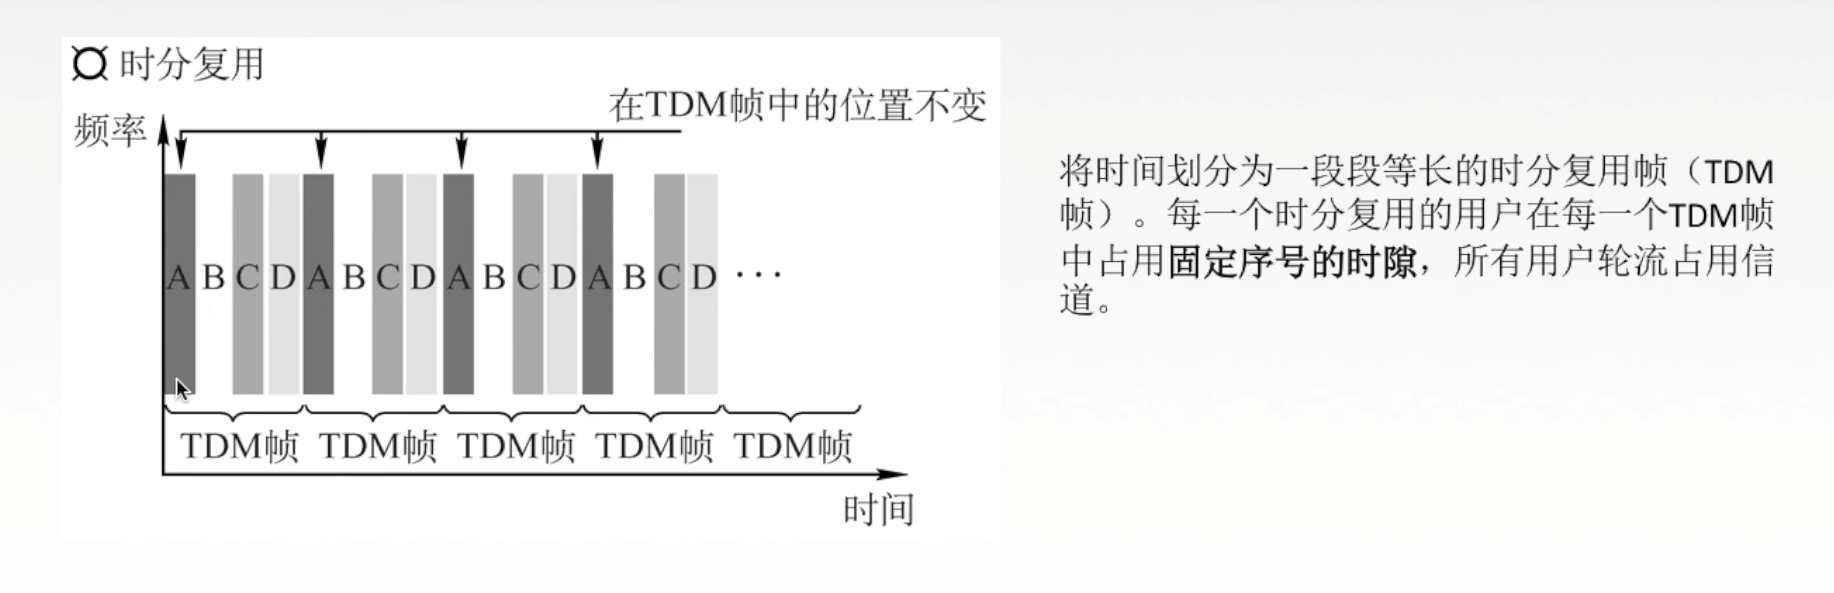 ¤ 时分复用
在TDM帧中的位置不变
频率
A B C D A B C D A B C D A B C D ···
TDM帧 TDM帧 TDM帧 TDM帧 TDM帧
时间
将时间划分为一段段等长的时分复用帧（TDM
帧）。每一个时分复用的用户在每一个TDM帧
中占用固定序号的时隙，所有用户轮流占用信
道。